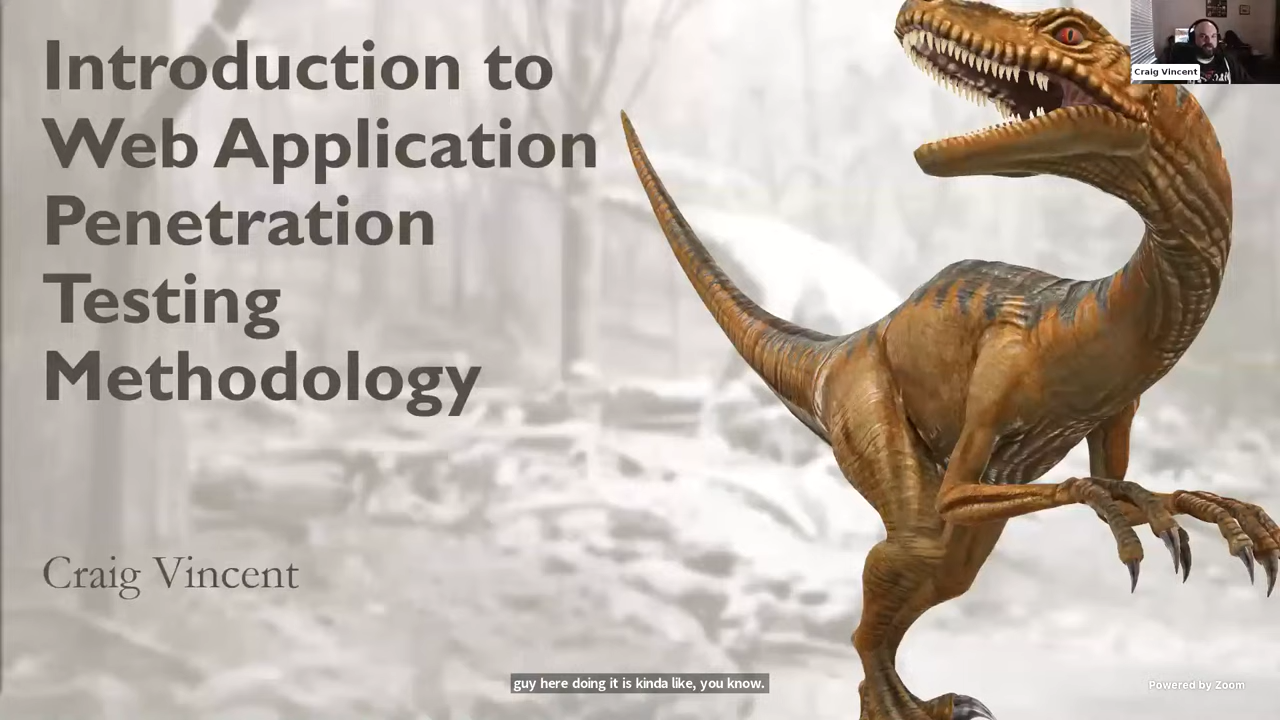 Introduction to
Web Application
Penetration
Testing
Methodology
Craig Vincent
Craig Vincent
guy here doing it is kinda like, you know.
Powered by Zoom